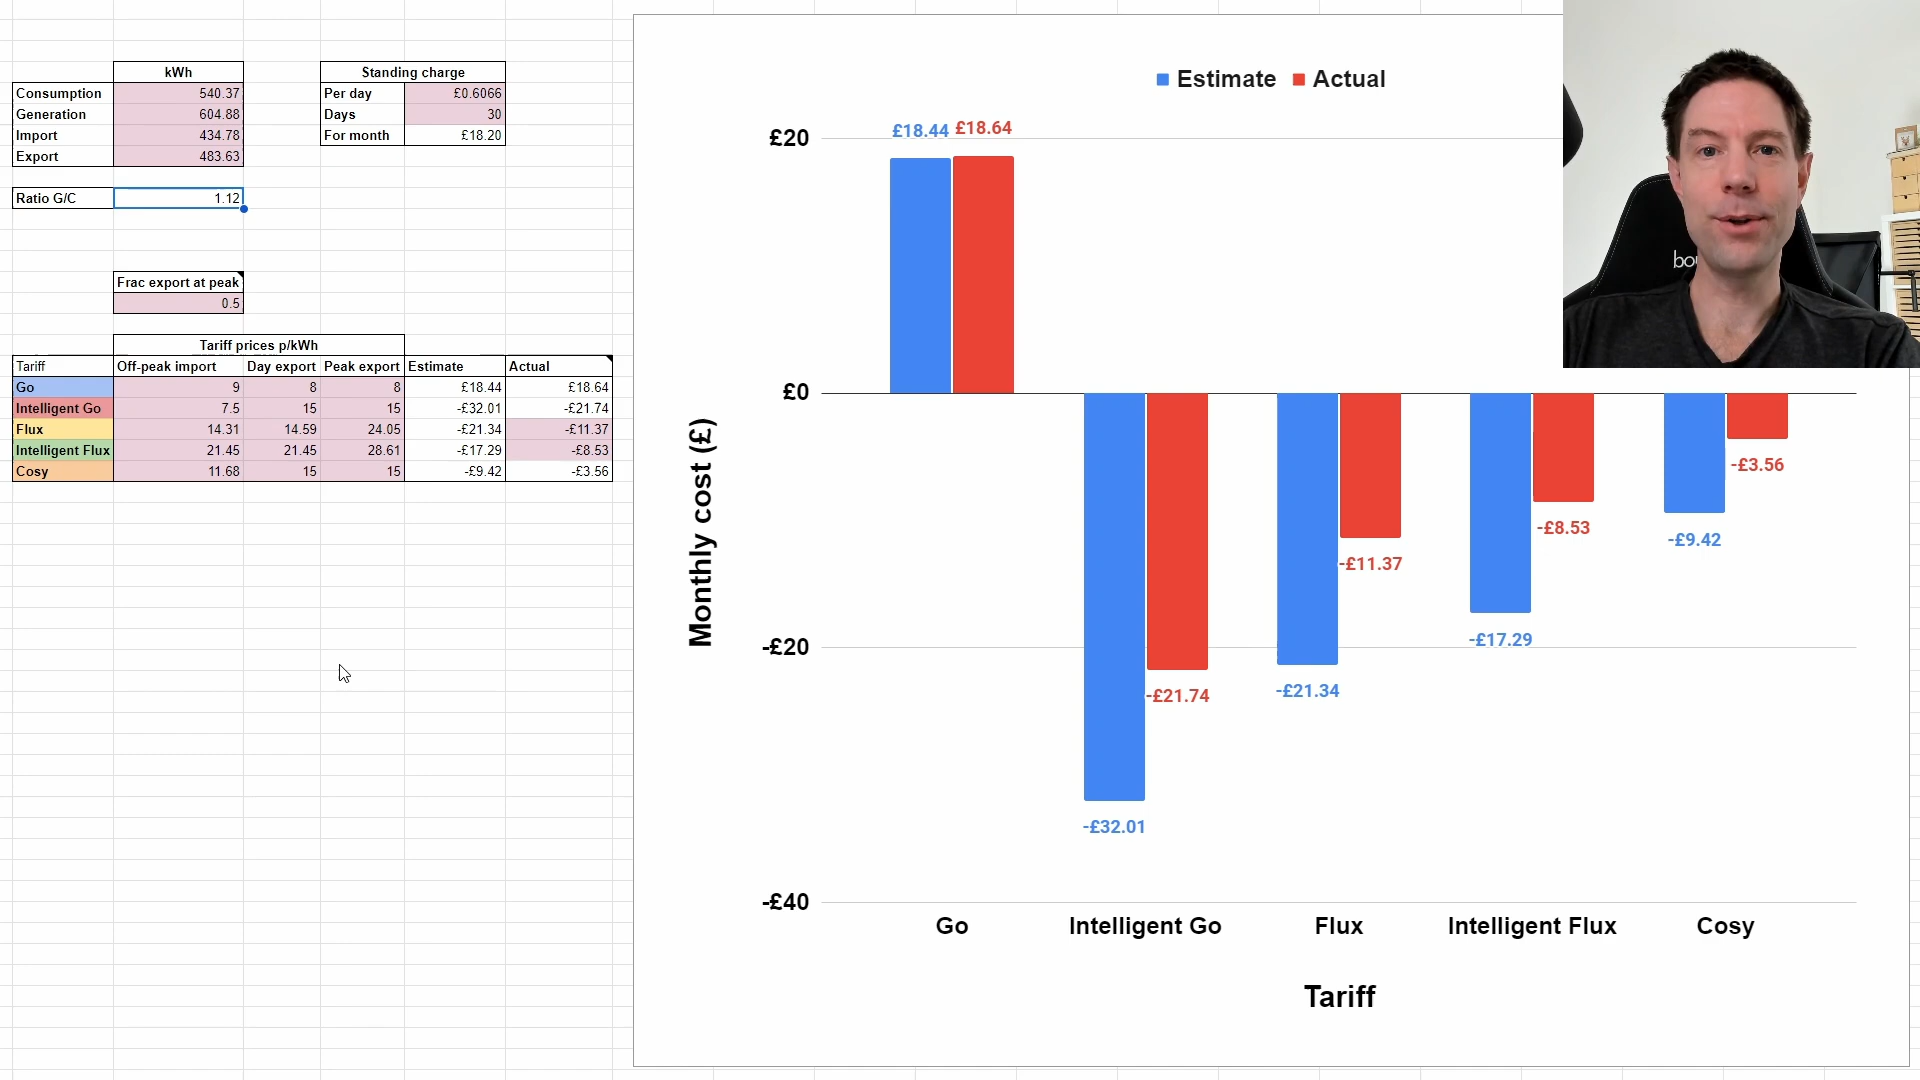 kWh
Consumption 540.37
Generation 604.88
Import 434.78
Export 483.63
Ratio G/C 1.12
Standing charge
Per day £0.6066
Days 30
For month £18.20
Frac export at peak
0.5
Tariff prices p/kWh
Tariff Off-peak import Day export Peak export Estimate Actual
Go 9 8 8 £18.44 £18.64
Intelligent Go 7.5 15 15 -£32.01 -£21.74
Flux 14.31 14.59 24.05 -£21.34 -£11.37
Intelligent Flux 21.45 21.45 28.61 -£17.29 -£8.53
Cosy 11.68 15 15 -£9.42 -£3.56
Estimate Actual
£20
£0
-£20
-£40
Monthly cost (£)
£18.44 £18.64
-£32.01 -£21.74
-£21.34 -£11.37
-£17.29 -£8.53
-£9.42 -£3.56
Go Intelligent Go Flux Intelligent Flux Cosy
Tariff